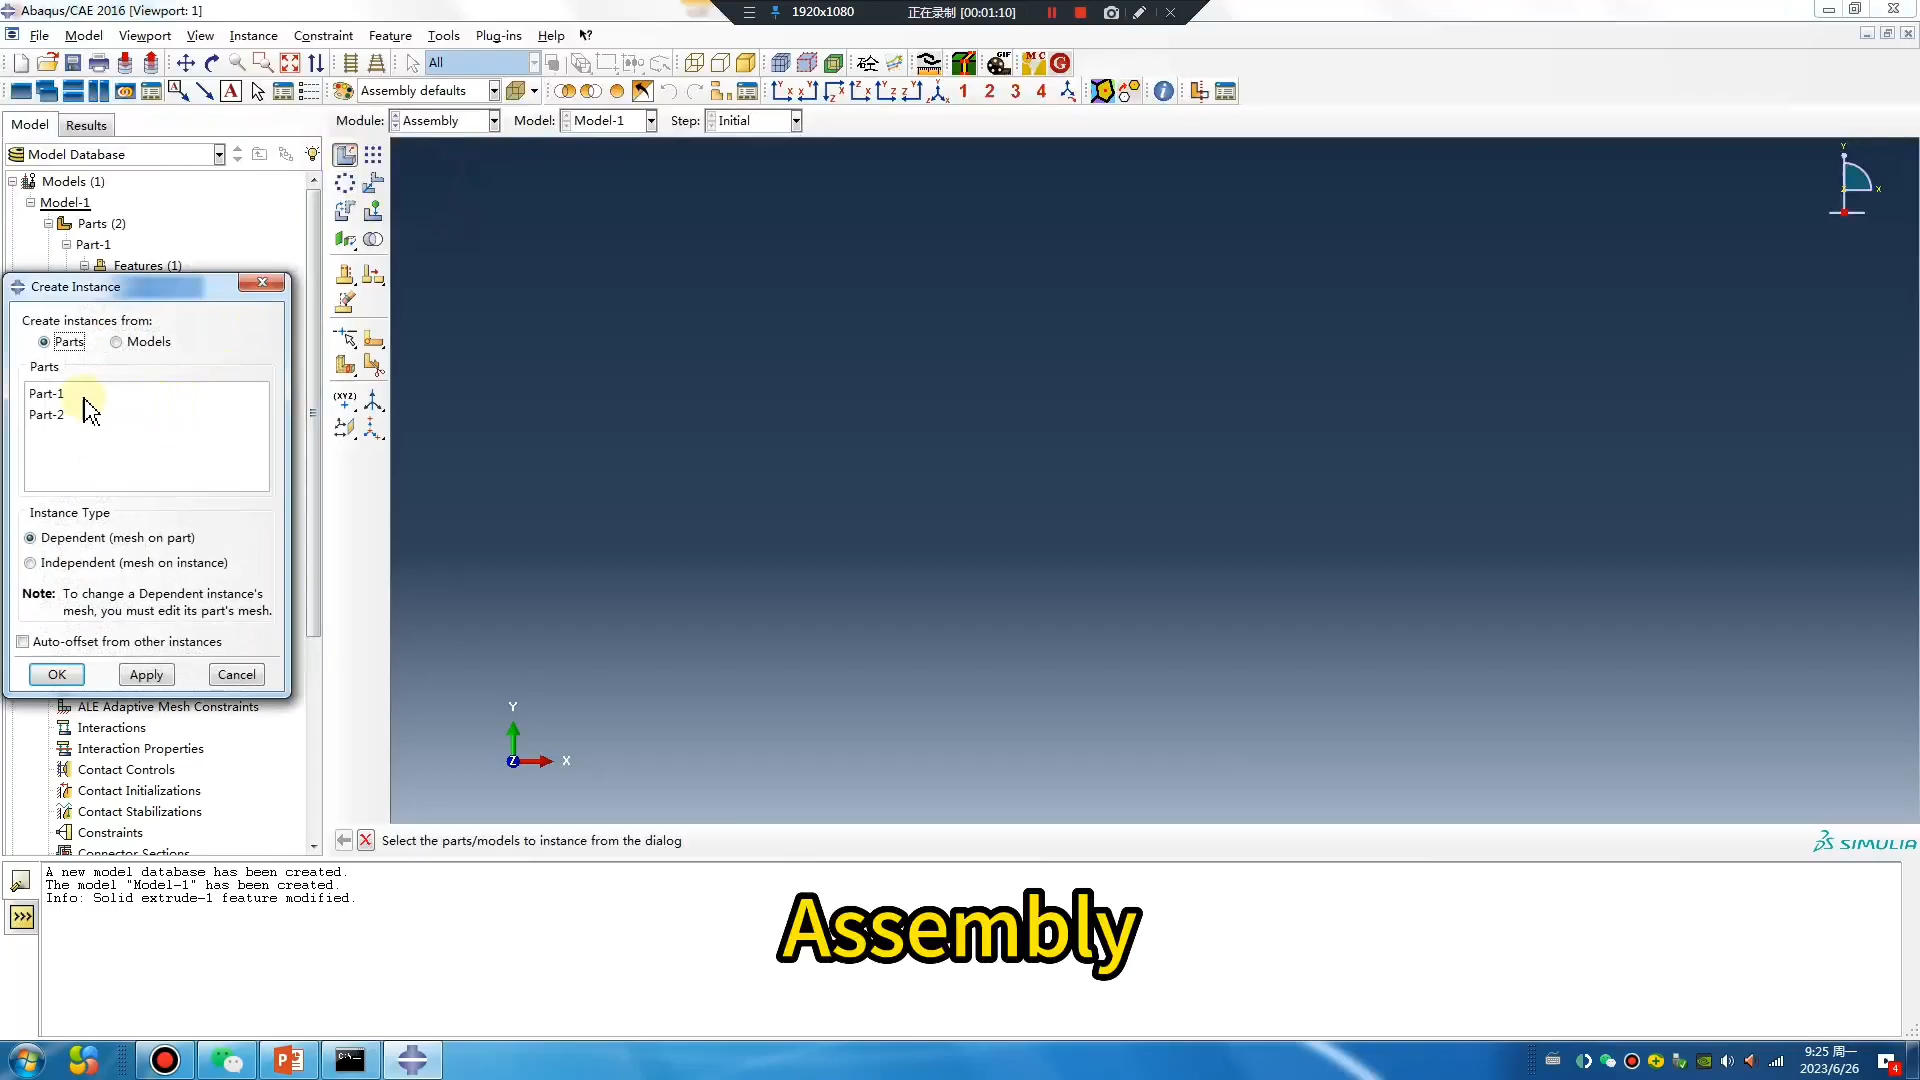 Abaqus/CAE 2016 [Viewport: 1]
1920x1080
正在录制 [00:01:10]
File Model Viewport View Instance Constraint Feature Tools Plug-ins Help
All
砼
GIF
MC
G
Assembly defaults
1 2 3 4
Model Results
Module: Assembly Model: Model-1 Step: Initial
Model Database
Models (1)
Model-1
Parts (2)
Part-1
Features (1)
Create Instance
Create instances from:
Parts Models
Parts
Part-1
Part-2
Instance Type
Dependent (mesh on part)
Independent (mesh on instance)
Note: To change a Dependent instance's
mesh, you must edit its part's mesh.
Auto-offset from other instances
OK Apply Cancel
ALE Adaptive Mesh Constraints
Interactions
Interaction Properties
Contact Controls
Contact Initializations
Contact Stabilizations
Constraints
Connector Sections
(XYZ)
Y
X
Z
Y
Z
X
Select the parts/models to instance from the dialog
SIMULIA
A new model database has been created.
The model "Model-1" has been created.
Info: Solid extrude-1 feature modified.
Assembly
9:25 周一
2023/6/26
4